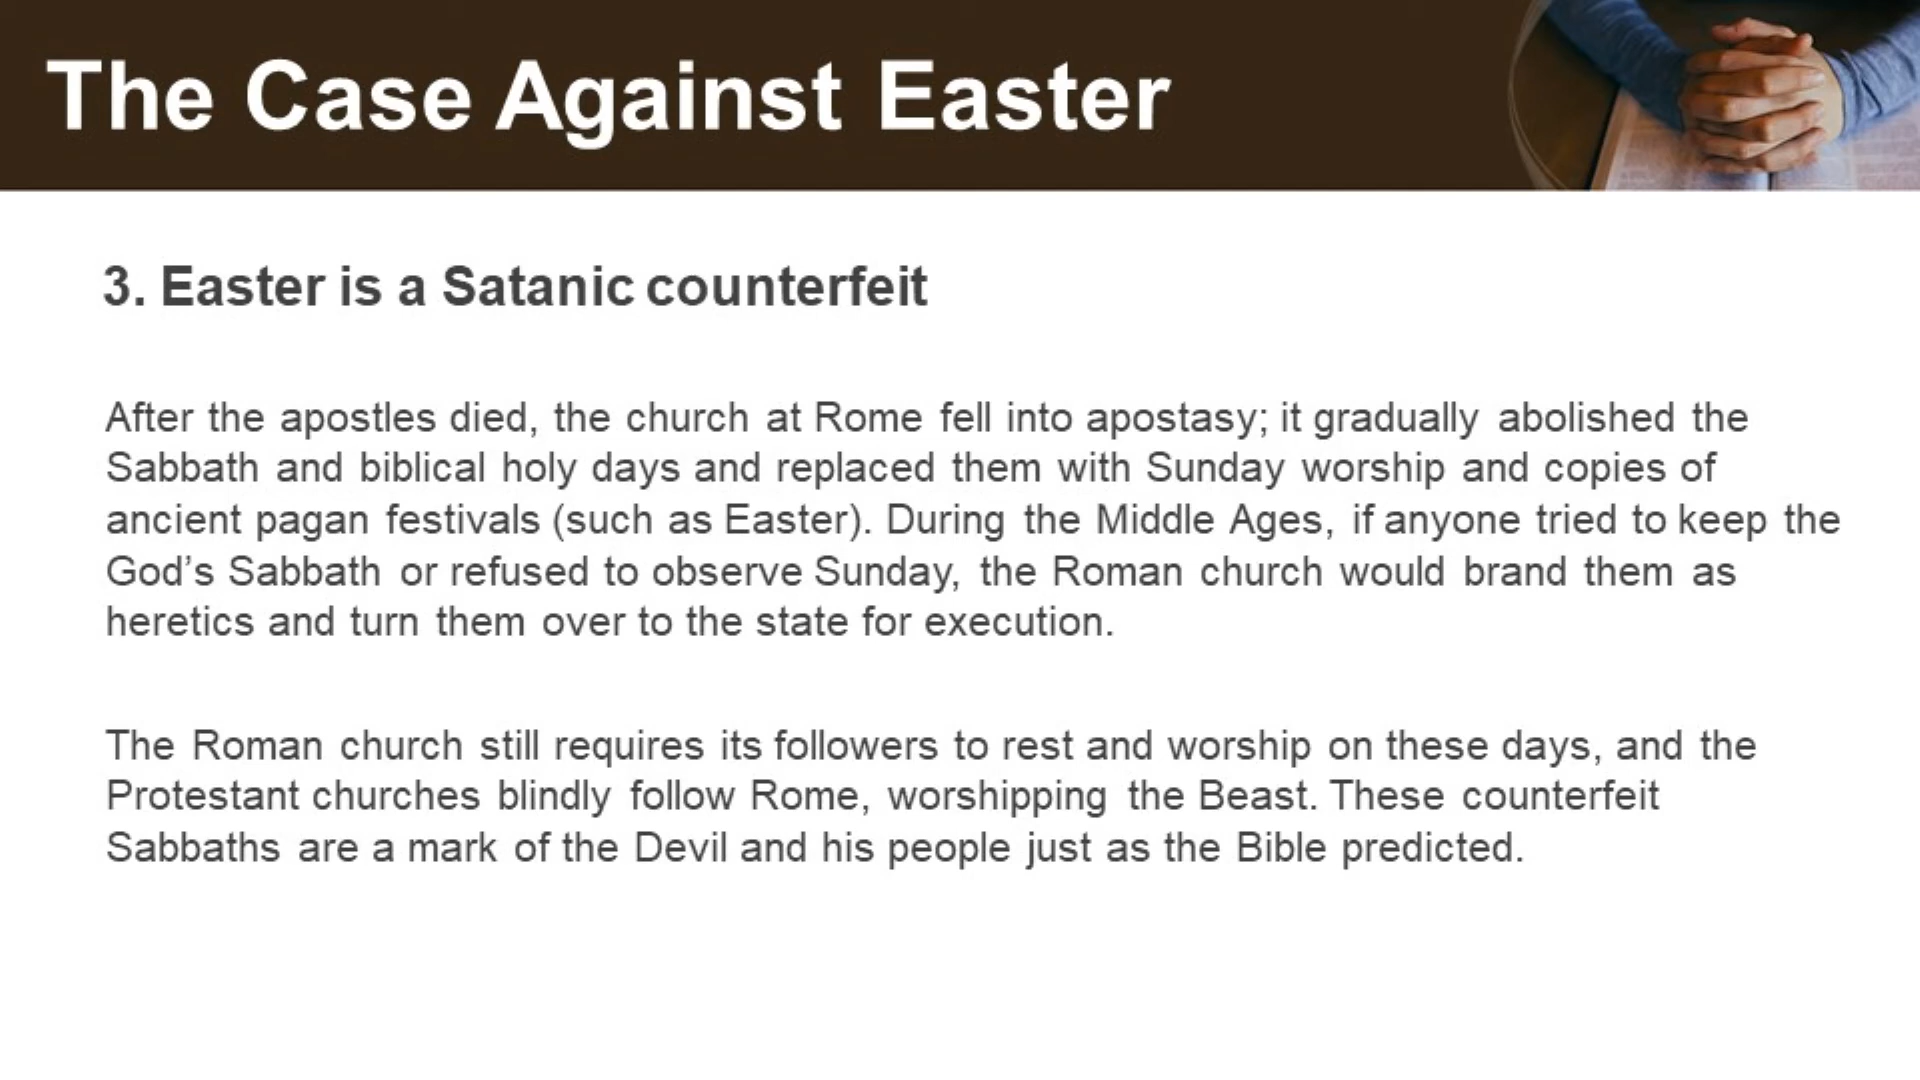 The Case Against Easter
3. Easter is a Satanic counterfeit
After the apostles died, the church at Rome fell into apostasy; it gradually abolished the
Sabbath and biblical holy days and replaced them with Sunday worship and copies of
ancient pagan festivals (such as Easter). During the Middle Ages, if anyone tried to keep the
God’s Sabbath or refused to observe Sunday, the Roman church would brand them as
heretics and turn them over to the state for execution.
The Roman church still requires its followers to rest and worship on these days, and the
Protestant churches blindly follow Rome, worshipping the Beast. These counterfeit
Sabbaths are a mark of the Devil and his people just as the Bible predicted.